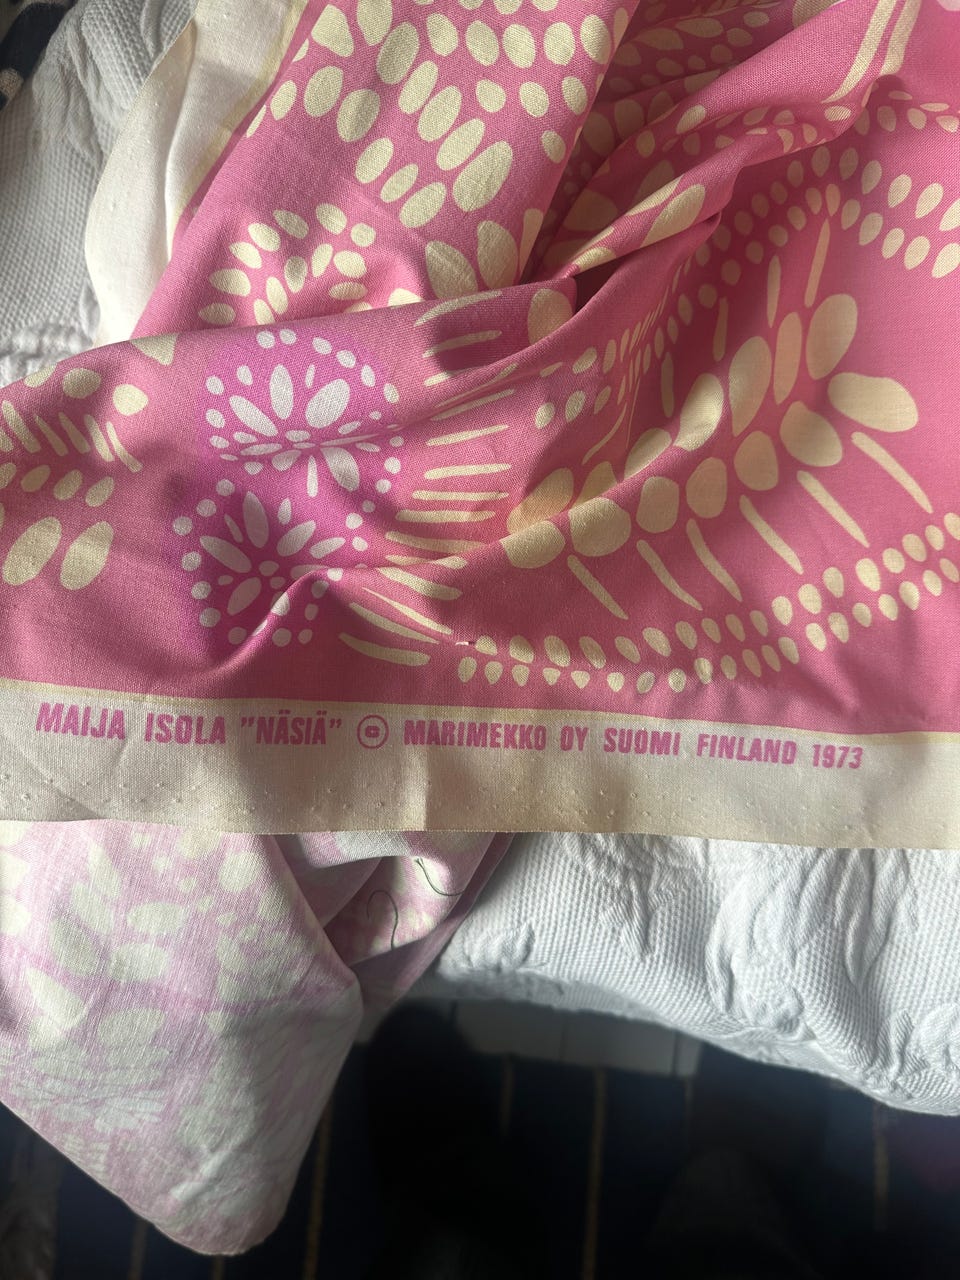 MAIJA ISOLA "NÄSIÄ" © MARIMEKKO OY SUOMI FINLAND 1973